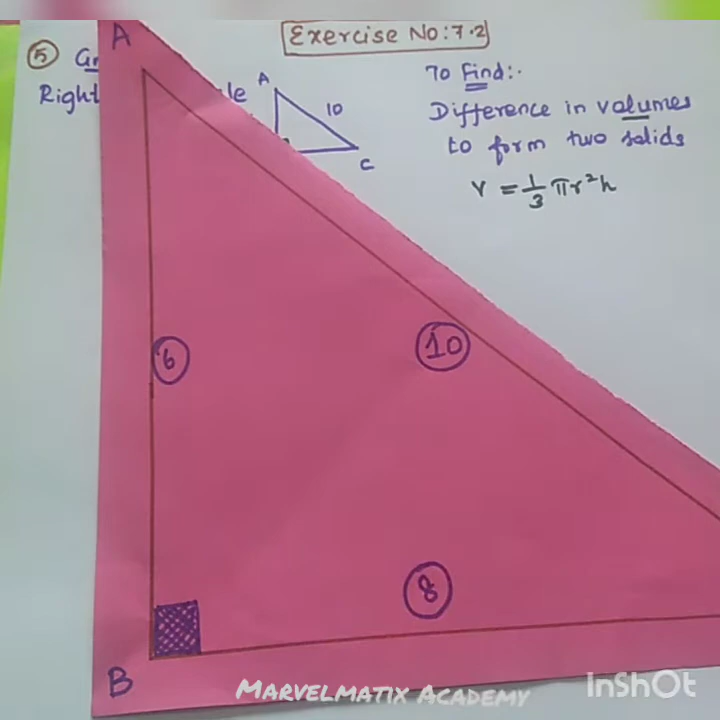 Exercise No: 7.2
A
⑤
Right
A
10
C
To Find:-
Difference in volumes
to form two solids
V = 1/3 πr²h
6
10
8
B
MARVELMATIX ACADEMY
InShOt